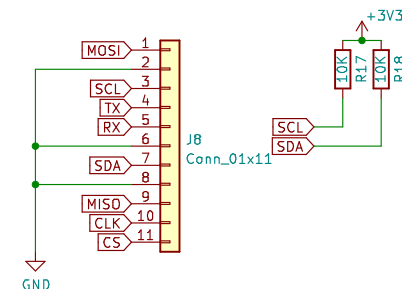 +3V3
MOSI 1
2
SCL 3
TX 4
RX 5
6
SDA 7
8
MISO 9
CLK 10
CS 11
J8
Conn_01x11
10K R17
10K R18
SCL
SDA
GND